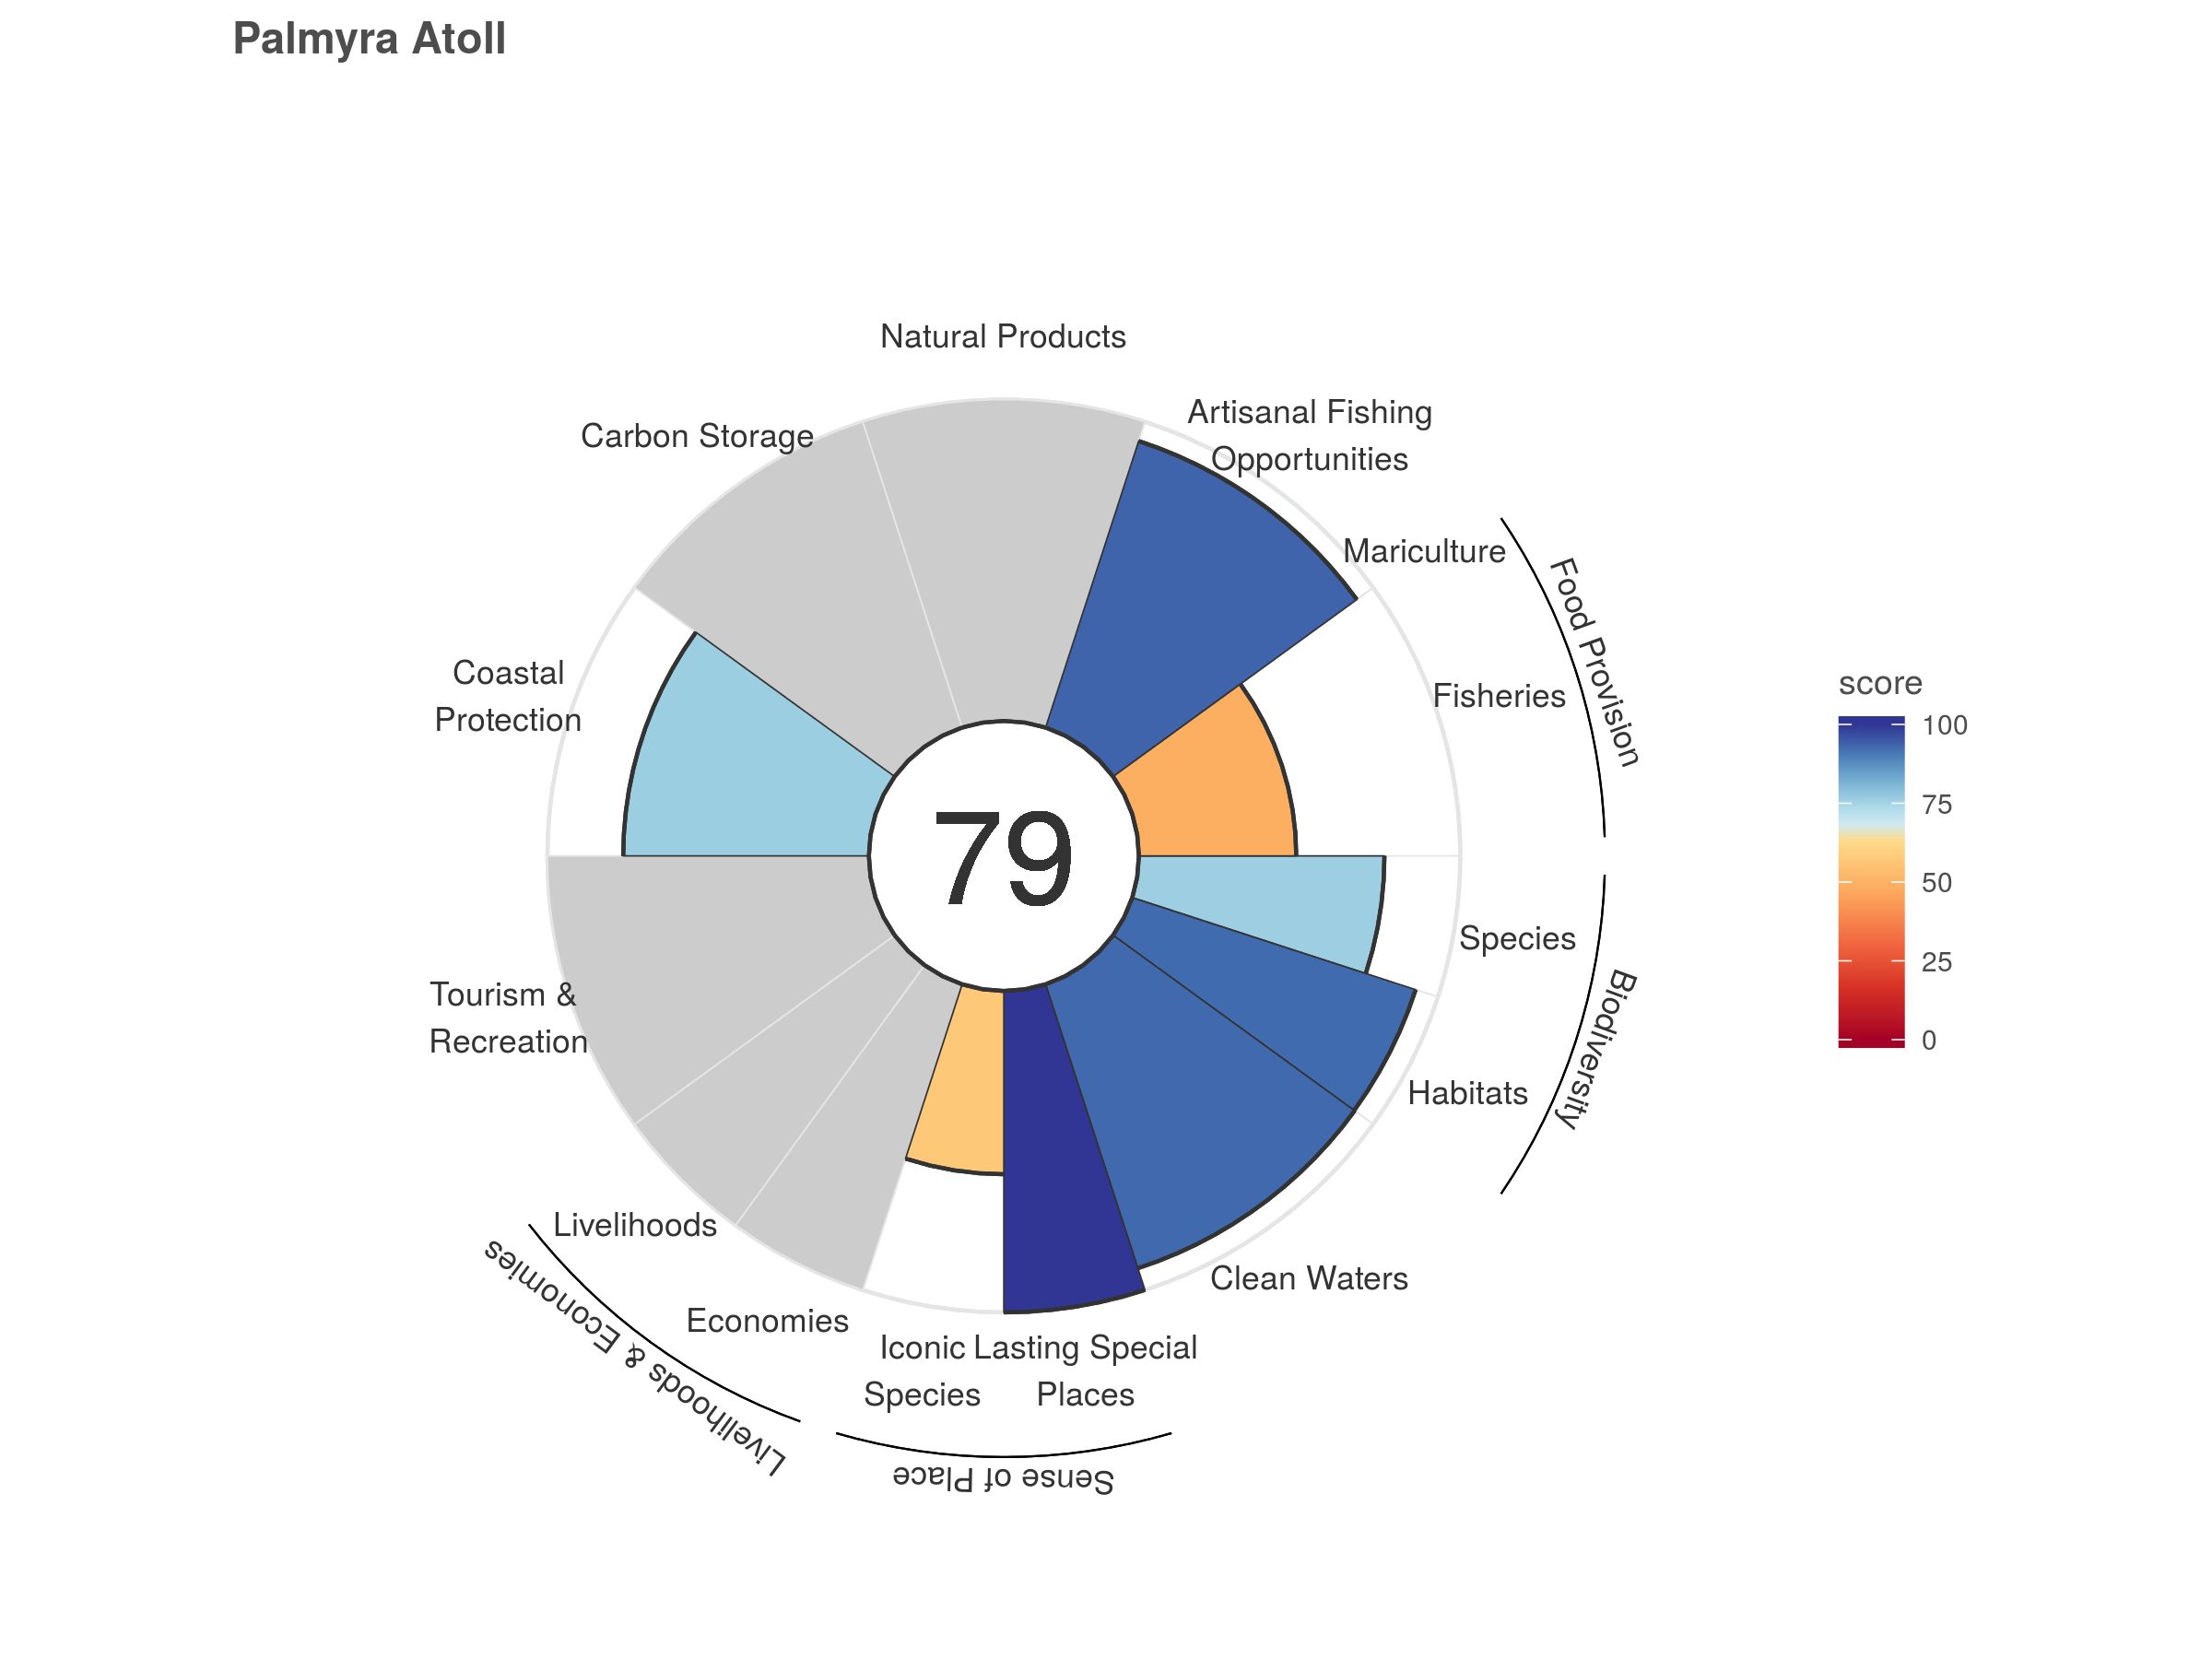 Palmyra Atoll
Natural Products
Artisanal Fishing
Opportunities
Carbon Storage
Mariculture
Food Provision
Fisheries
Coastal
Protection
score
100
75
50
25
0
79
Species
Biodiversity
Habitats
Tourism &
Recreation
Clean Waters
Livelihoods
Livelihoods & Economies
Economies
Iconic
Species
Lasting Special
Places
Sense of Place